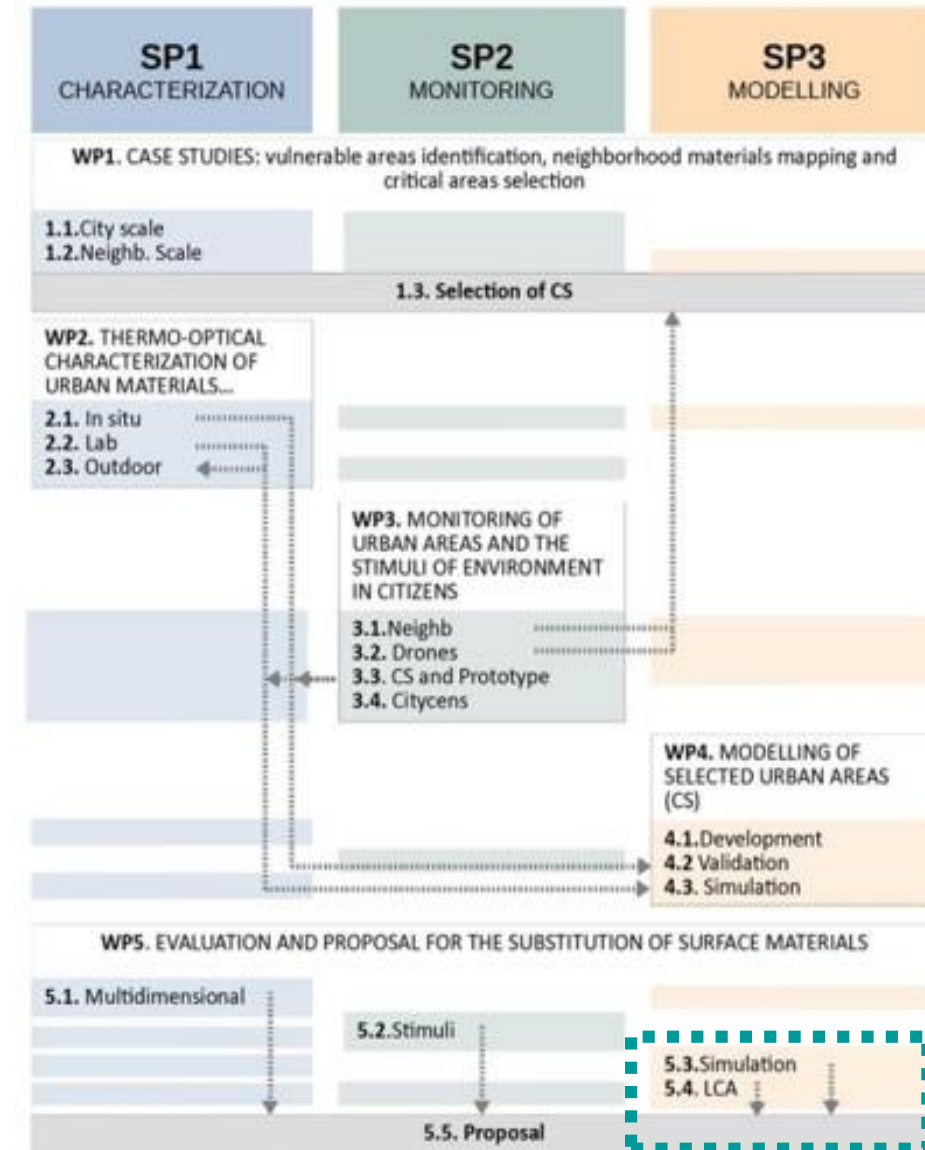 SP1
CHARACTERIZATION
SP2
MONITORING
SP3
MODELLING
WP1. CASE STUDIES: vulnerable areas identification, neighborhood materials mapping and
critical areas selection
1.1.City scale
1.2.Neighb. Scale
1.3. Selection of CS
WP2. THERMO-OPTICAL
CHARACTERIZATION OF
URBAN MATERIALS...
2.1. In situ
2.2. Lab
2.3. Outdoor
WP3. MONITORING OF
URBAN AREAS AND THE
STIMULI OF ENVIRONMENT
IN CITIZENS
3.1.Neighb
3.2. Drones
3.3. CS and Prototype
3.4. Citycens
WP4. MODELLING OF
SELECTED URBAN AREAS
(CS)
4.1.Development
4.2 Validation
4.3. Simulation
WP5. EVALUATION AND PROPOSAL FOR THE SUBSTITUTION OF SURFACE MATERIALS
5.1. Multidimensional
5.2.Stimuli
5.3.Simulation
5.4. LCA
5.5. Proposal